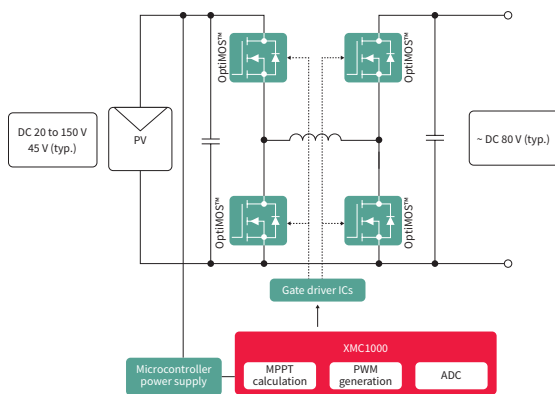 OptiMOS™
OptiMOS™
DC 20 to 150 V
45 V (typ.)
PV
~ DC 80 V (typ.)
OptiMOS™
OptiMOS™
Gate driver ICs
XMC1000
Microcontroller
power supply
MPPT
calculation
PWM
generation
ADC